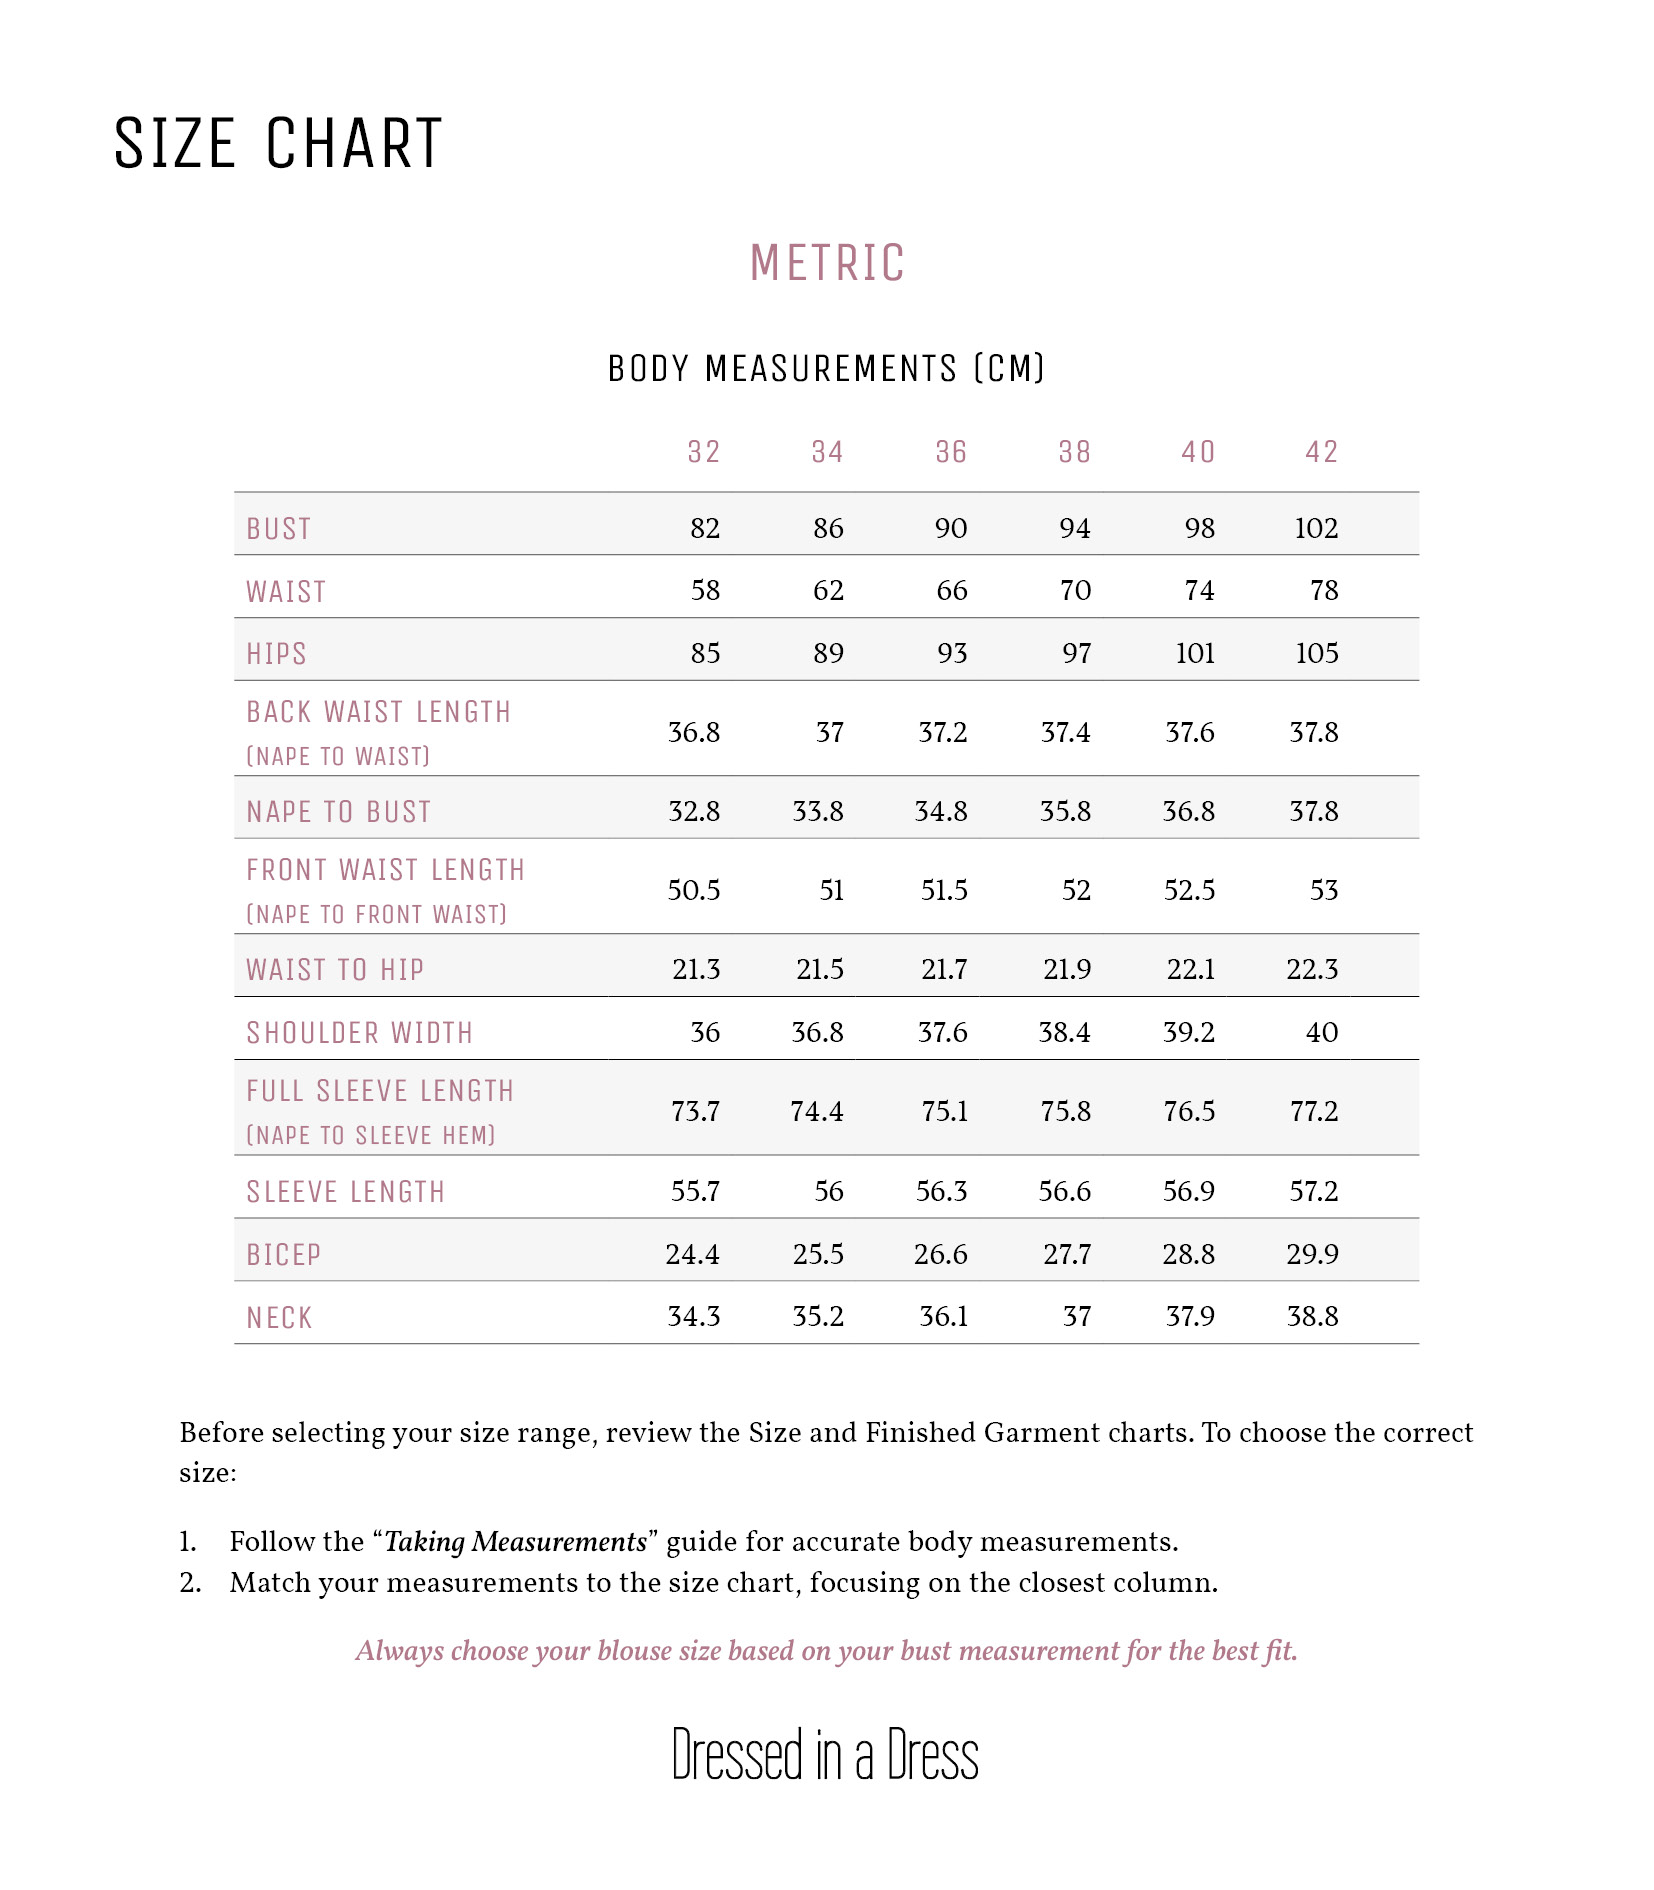 SIZE CHART
METRIC
BODY MEASUREMENTS (CM)
32 34 36 38 40 42
BUST 82 86 90 94 98 102
WAIST 58 62 66 70 74 78
HIPS 85 89 93 97 101 105
BACK WAIST LENGTH
(NAPE TO WAIST) 36.8 37 37.2 37.4 37.6 37.8
NAPE TO BUST 32.8 33.8 34.8 35.8 36.8 37.8
FRONT WAIST LENGTH
(NAPE TO FRONT WAIST) 50.5 51 51.5 52 52.5 53
WAIST TO HIP 21.3 21.5 21.7 21.9 22.1 22.3
SHOULDER WIDTH 36 36.8 37.6 38.4 39.2 40
FULL SLEEVE LENGTH
(NAPE TO SLEEVE HEM) 73.7 74.4 75.1 75.8 76.5 77.2
SLEEVE LENGTH 55.7 56 56.3 56.6 56.9 57.2
BICEP 24.4 25.5 26.6 27.7 28.8 29.9
NECK 34.3 35.2 36.1 37 37.9 38.8
Before selecting your size range, review the Size and Finished Garment charts. To choose the correct
size:
1. Follow the “Taking Measurements” guide for accurate body measurements.
2. Match your measurements to the size chart, focusing on the closest column.
Always choose your blouse size based on your bust measurement for the best fit.
Dressed in a Dress